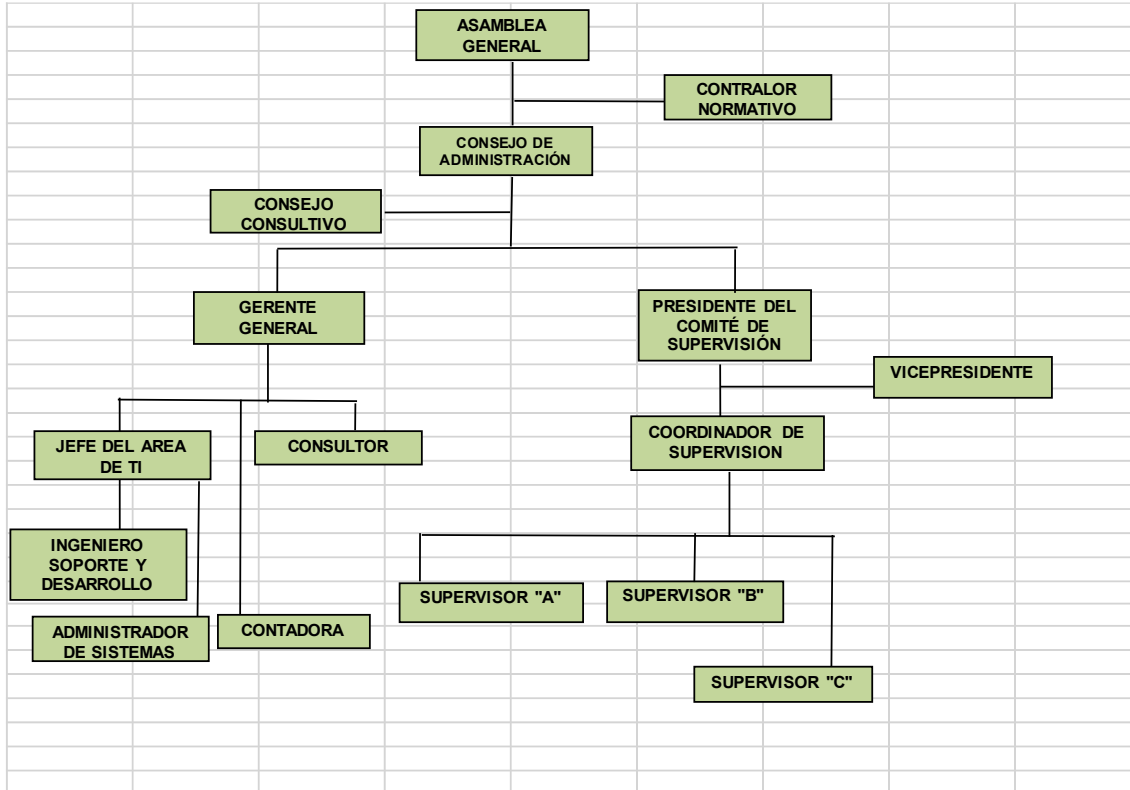 ASAMBLEA
GENERAL
CONTRALOR
NORMATIVO
CONSEJO DE
ADMINISTRACIÓN
CONSEJO
CONSULTIVO
GERENTE
GENERAL
PRESIDENTE DEL
COMITÉ DE
SUPERVISIÓN
VICEPRESIDENTE
JEFE DEL AREA
DE TI
CONSULTOR
COORDINADOR DE
SUPERVISION
INGENIERO
SOPORTE Y
DESARROLLO
SUPERVISOR "A"
SUPERVISOR "B"
ADMINISTRADOR
DE SISTEMAS
CONTADORA
SUPERVISOR "C"